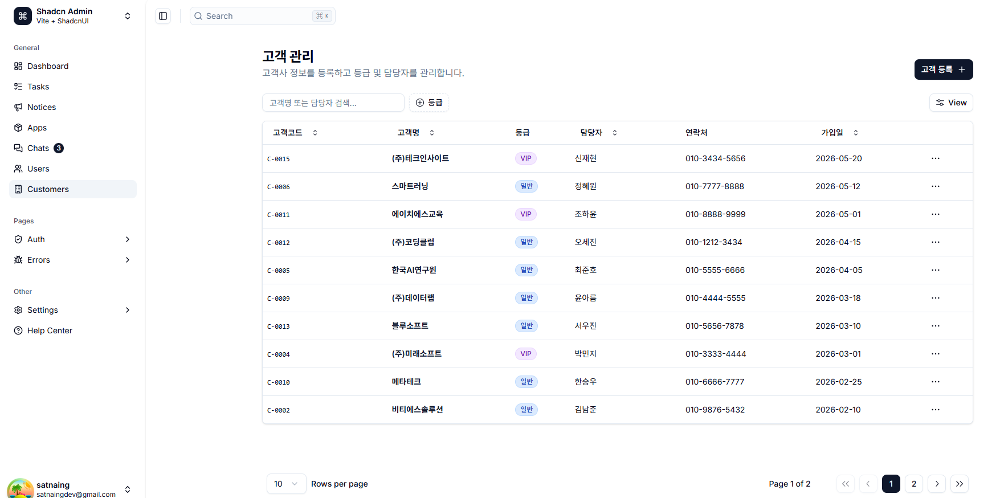 Shadcn Admin
Vite + ShadcnUI
Search
⌘ K
General
Dashboard
Tasks
Notices
Apps
Chats 3
Users
Customers
Pages
Auth
Errors
Other
Settings
Help Center
satnaing
satnaingdev@gmail.com
고객 관리
고객사 정보를 등록하고 등급 및 담당자를 관리합니다.
고객 등록
고객명 또는 담당자 검색...
등급
View
고객코드 고객명 등급 담당자 연락처 가입일
C-0015 (주)테크인사이트 VIP 신재현 010-3434-5656 2026-05-20
C-0006 스마트러닝 일반 정혜원 010-7777-8888 2026-05-12
C-0011 에이치에스교육 VIP 조하윤 010-8888-9999 2026-05-01
C-0012 (주)코딩클럽 일반 오세진 010-1212-3434 2026-04-15
C-0005 한국AI연구원 일반 최준호 010-5555-6666 2026-04-05
C-0009 (주)데이터랩 일반 윤아름 010-4444-5555 2026-03-18
C-0013 블루소프트 일반 서우진 010-5656-7878 2026-03-10
C-0004 (주)미래소프트 VIP 박민지 010-3333-4444 2026-03-01
C-0010 메타테크 일반 한승우 010-6666-7777 2026-02-25
C-0002 비티에스솔루션 일반 김남준 010-9876-5432 2026-02-10
10 Rows per page
Page 1 of 2
1 2